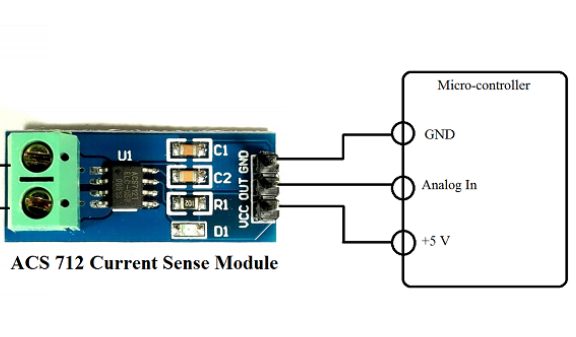 Micro-controller
GND
Analog In
+5 V
U1
C1
C2
R1
D1
102
VCC OUT GND
ACS 712 Current Sense Module